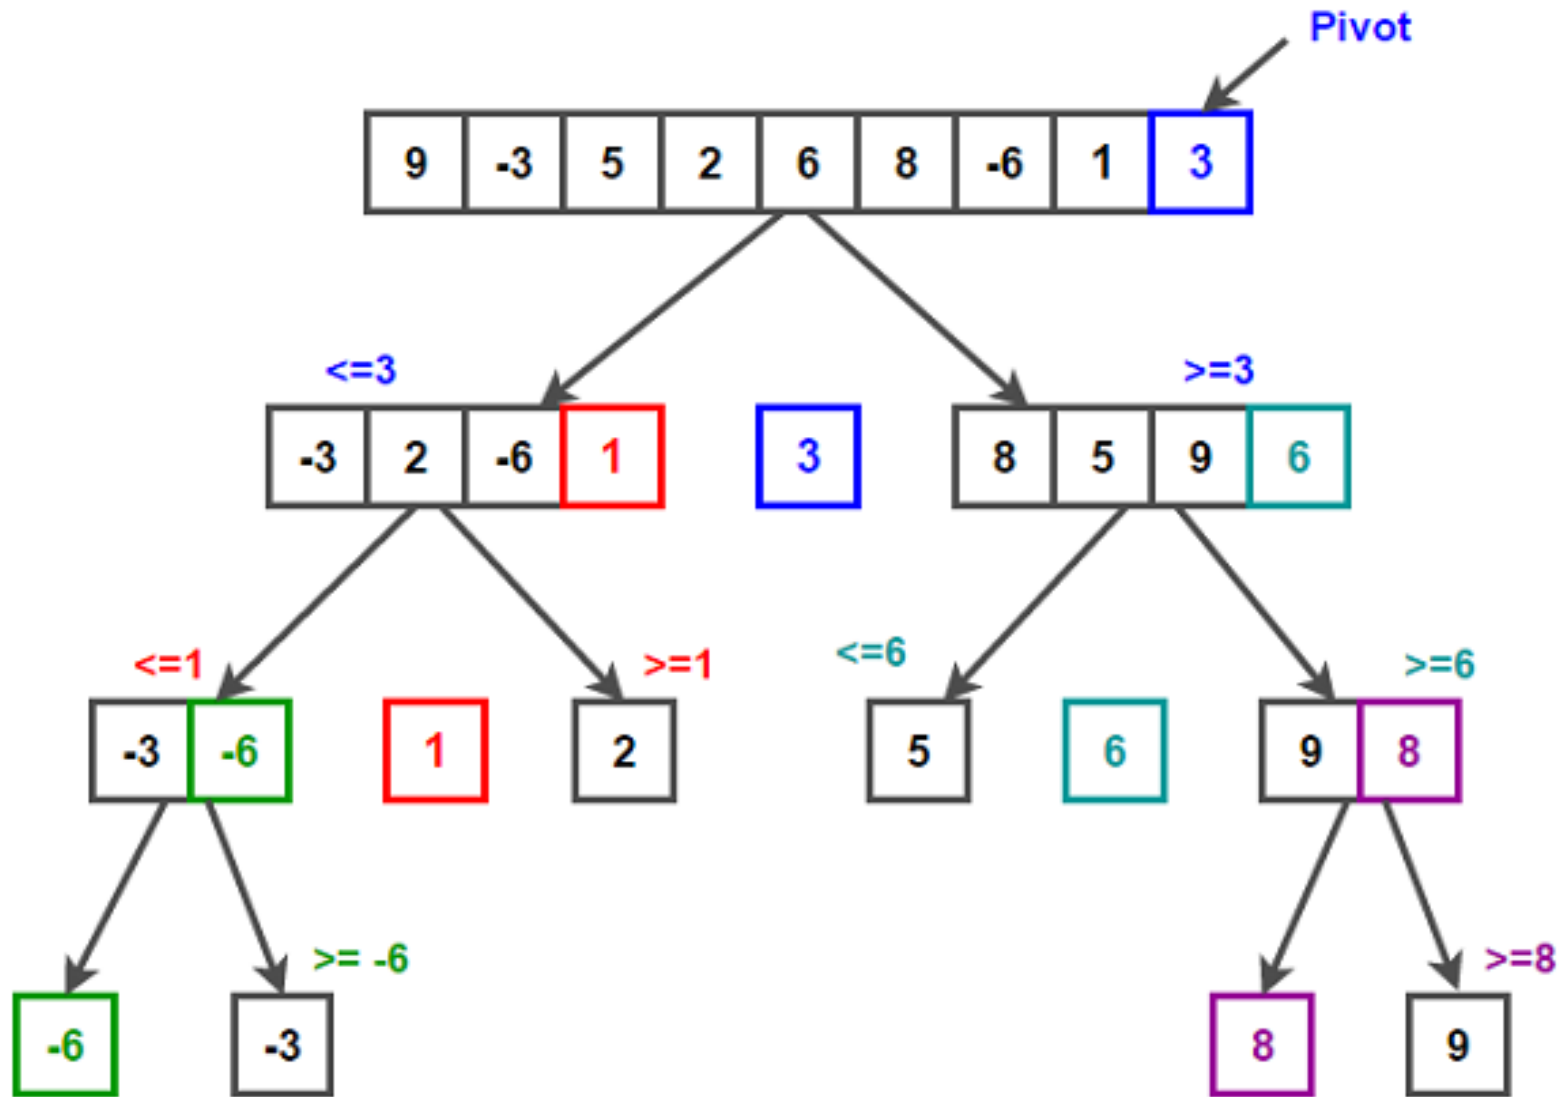 Pivot
9 -3 5 2 6 8 -6 1 3
<=3 >=3
-3 2 -6 1 3 8 5 9 6
<=1 >=1 <=6 >=6
-3 -6 1 2 5 6 9 8
>= -6 >=8
-6 -3 8 9